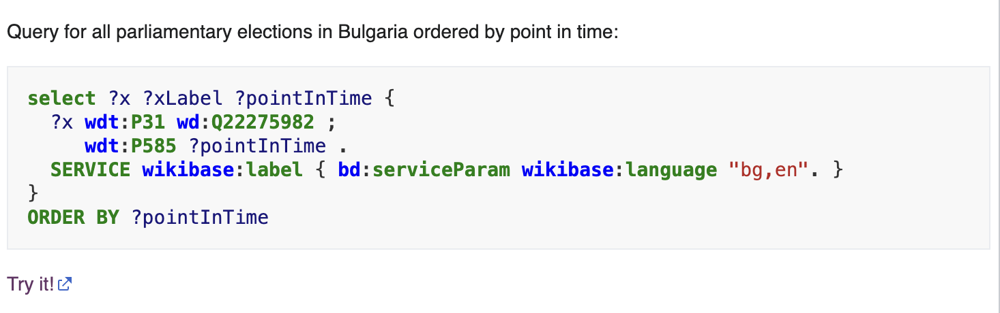 Query for all parliamentary elections in Bulgaria ordered by point in time:
select ?x ?xLabel ?pointInTime {
  ?x wdt:P31 wd:Q22275982 ;
     wdt:P585 ?pointInTime .
  SERVICE wikibase:label { bd:serviceParam wikibase:language "bg,en". }
}
ORDER BY ?pointInTime
Try it!